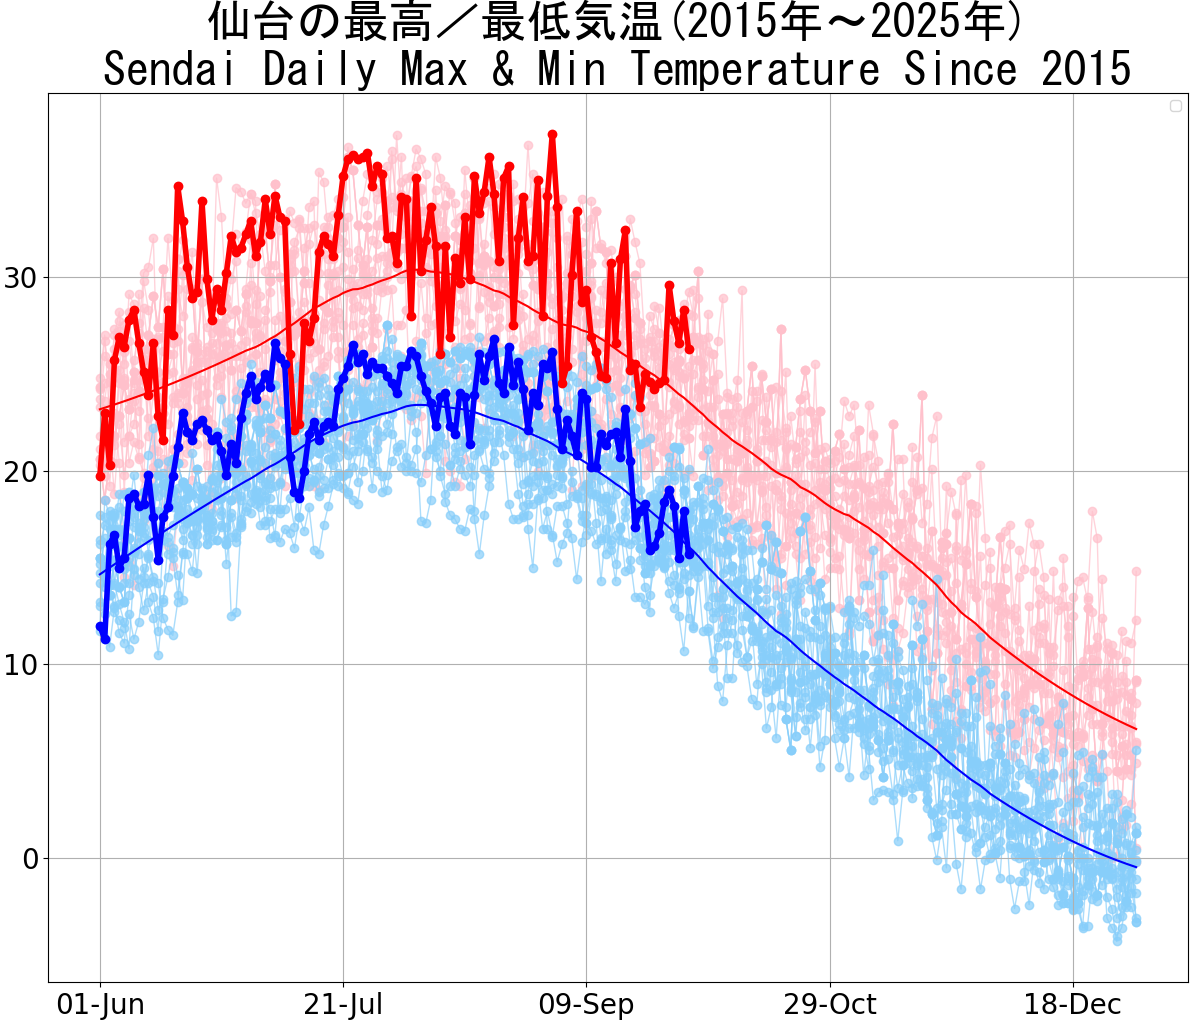 仙台の最高／最低気温(2015年～2025年)
Sendai Daily Max & Min Temperature Since 2015
30
20
10
0
01-Jun 21-Jul 09-Sep 29-Oct 18-Dec